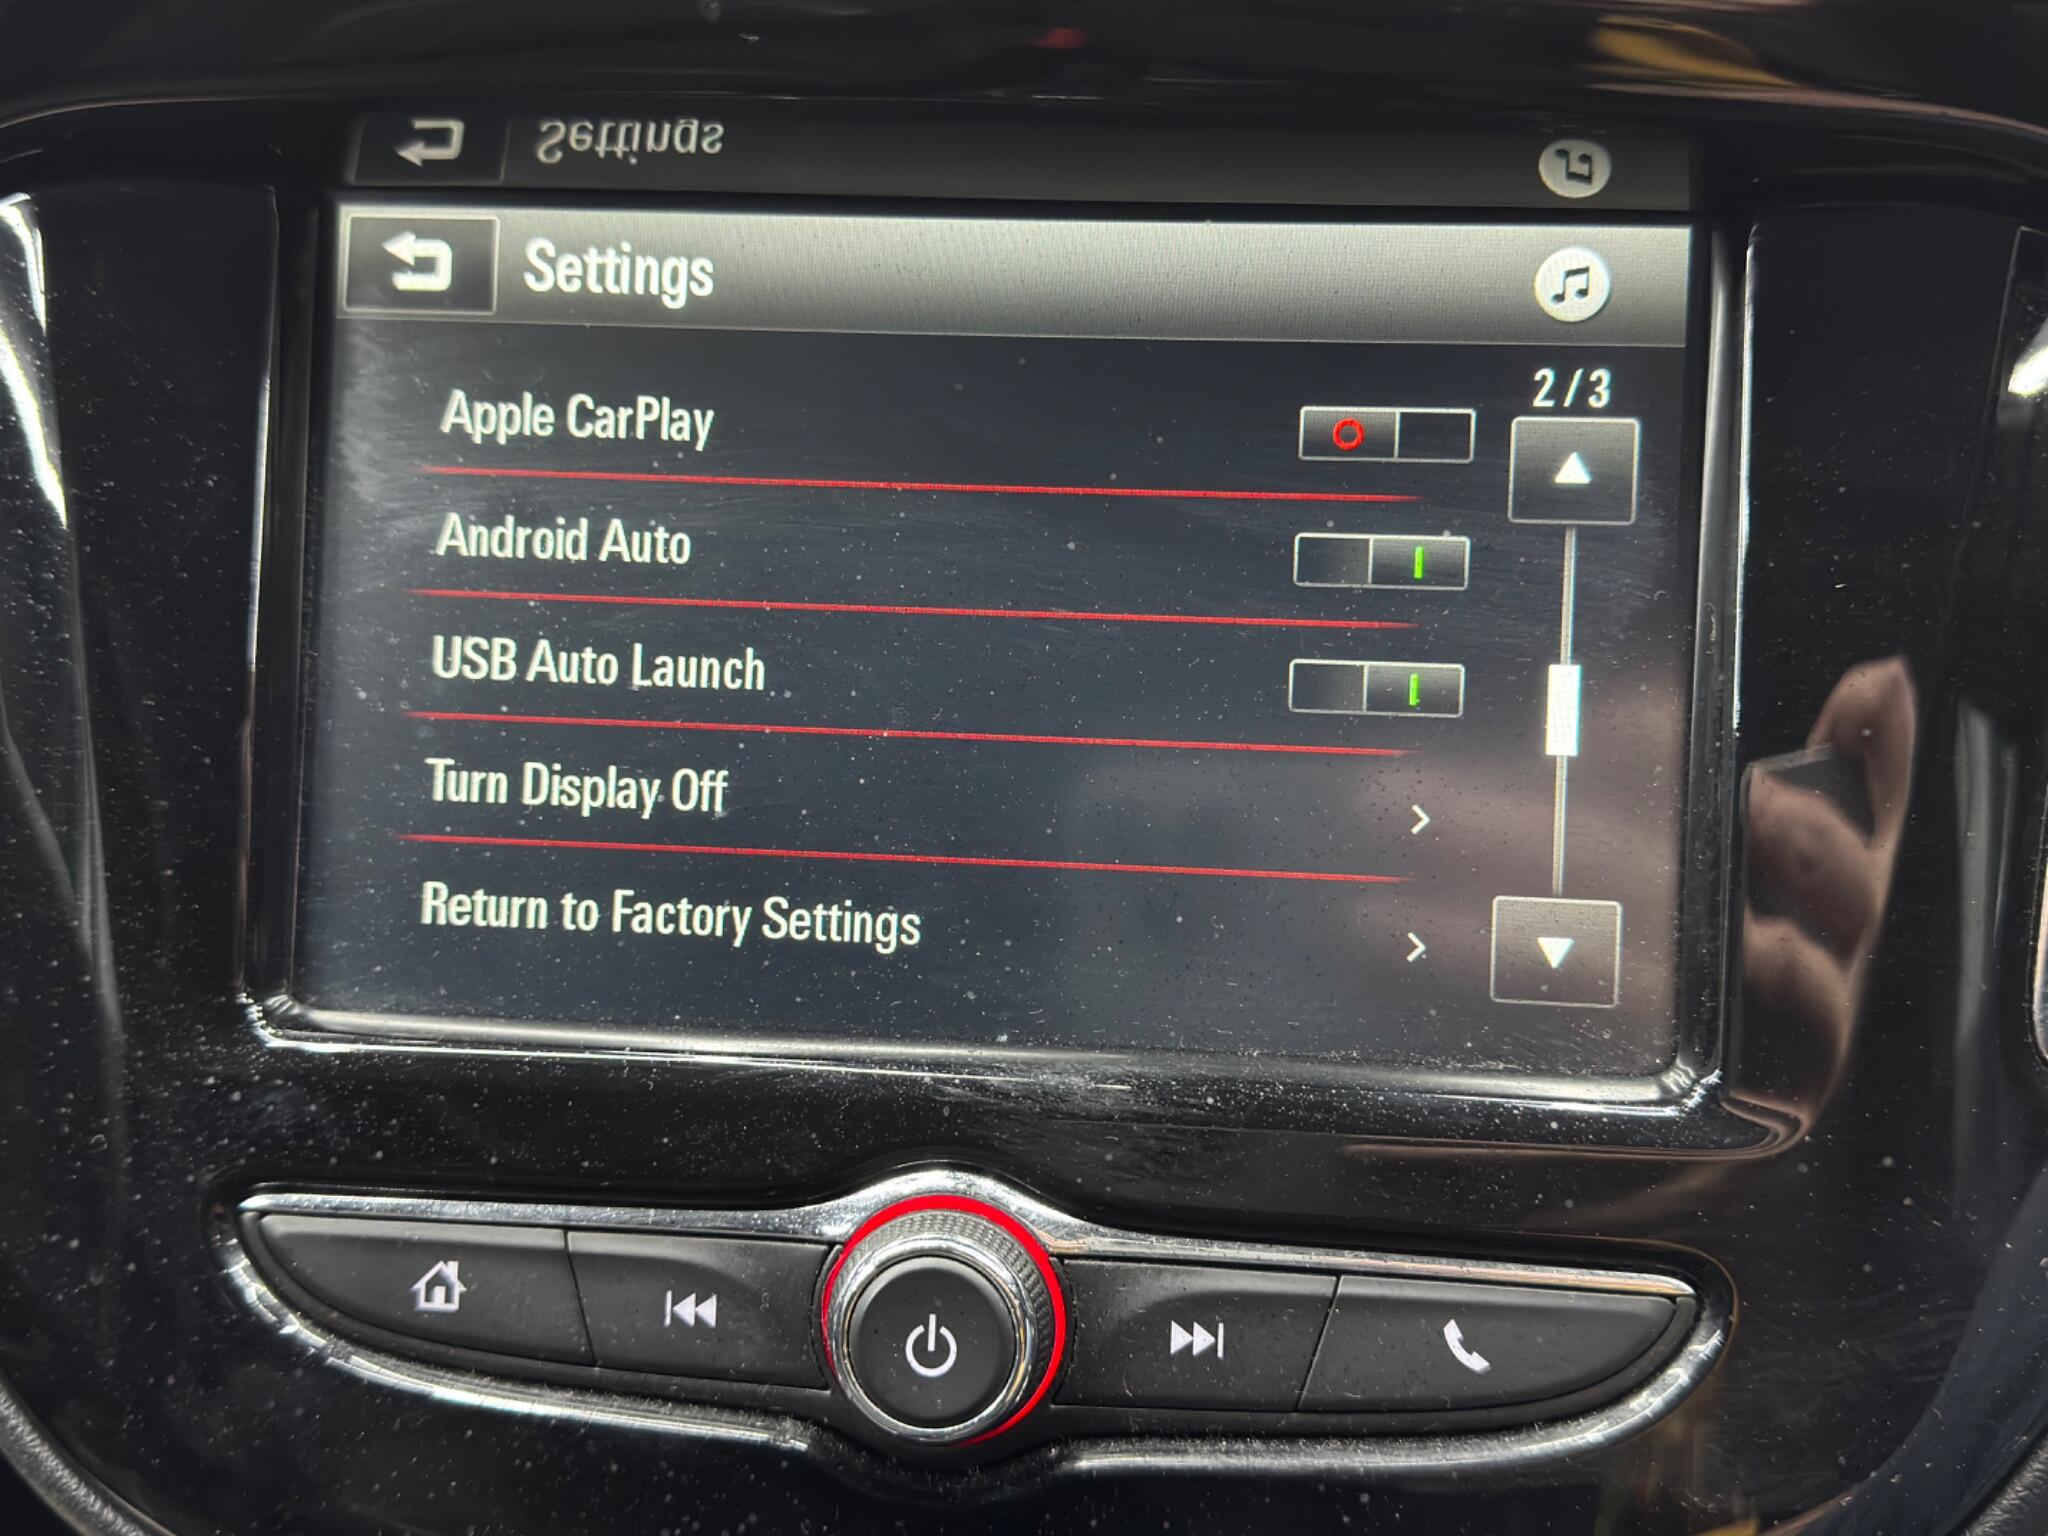 Settings
Settings
2/3
Apple CarPlay
Android Auto
USB Auto Launch
Turn Display Off
Return to Factory Settings